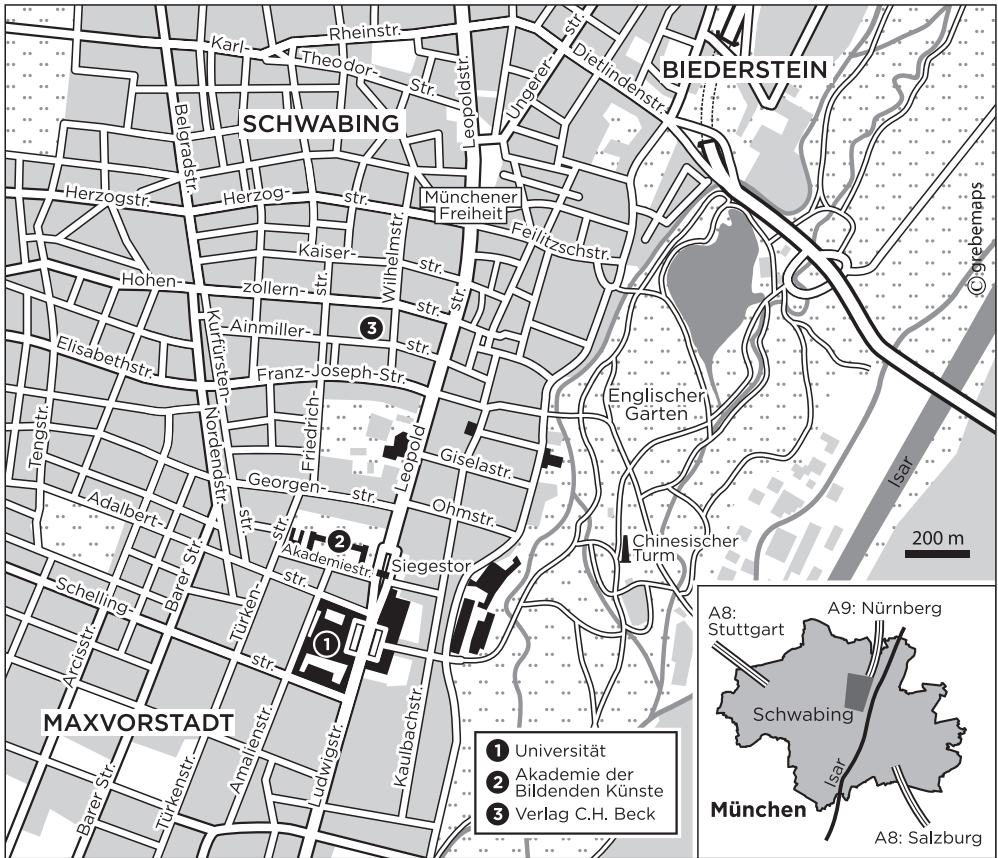 Karl-
Theodor-
Str.
Rheinstr.
Leopoldstr.
Ungerer-
str.
Dietlindenstr.
BIEDERSTEIN
SCHWABING
Belgradstr.
Herzogstr.
Herzog-
str.
Münchener
Freiheit
Feilitzschstr.
Wilhelmstr.
Kaiser-
str.
Hohen-
zollern-
str.
Ainmiller-
str.
3
Elisabethstr.
Kurfürsten-
str.
Franz-Joseph-Str.
Friedrich-
str.
Leopold
str.
Nordendstr.
Tengstr.
Englischer
Garten
Giselastr.
Georgen-
str.
Ohmstr.
Adalbert-
str.
2
Akademiestr.
Siegestor
Chinesischer
Turm
Isar
© grebemaps
200 m
Schelling-
str.
Barer Str.
Türken-
str.
1
Arcisstr.
MAXVORSTADT
Barer Str.
Türkenstr.
Amalienstr.
Ludwigstr.
Kaulbachstr.
1 Universität
2 Akademie der
Bildenden Künste
3 Verlag C.H. Beck
A8:
Stuttgart
A9: Nürnberg
Schwabing
Isar
München
A8: Salzburg